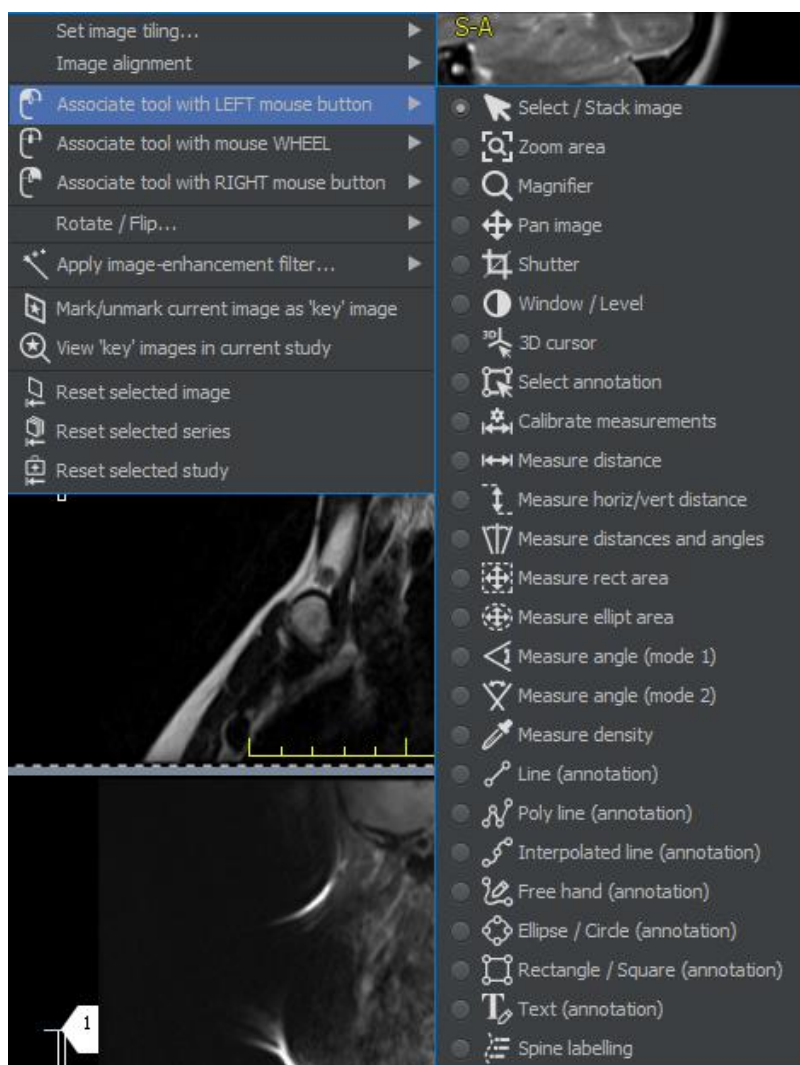 Set image tiling...
Image alignment
Associate tool with LEFT mouse button
Associate tool with mouse WHEEL
Associate tool with RIGHT mouse button
Rotate / Flip...
Apply image-enhancement filter...
Mark/unmark current image as 'key' image
View 'key' images in current study
Reset selected image
Reset selected series
Reset selected study
S-A
Select / Stack image
Zoom area
Magnifier
Pan image
Shutter
Window / Level
3D
3D cursor
Select annotation
Calibrate measurements
Measure distance
Measure horiz/vert distance
Measure distances and angles
Measure rect area
Measure ellipt area
Measure angle (mode 1)
Measure angle (mode 2)
Measure density
Line (annotation)
Poly line (annotation)
Interpolated line (annotation)
Free hand (annotation)
Ellipse / Circle (annotation)
Rectangle / Square (annotation)
Text (annotation)
Spine labelling
1